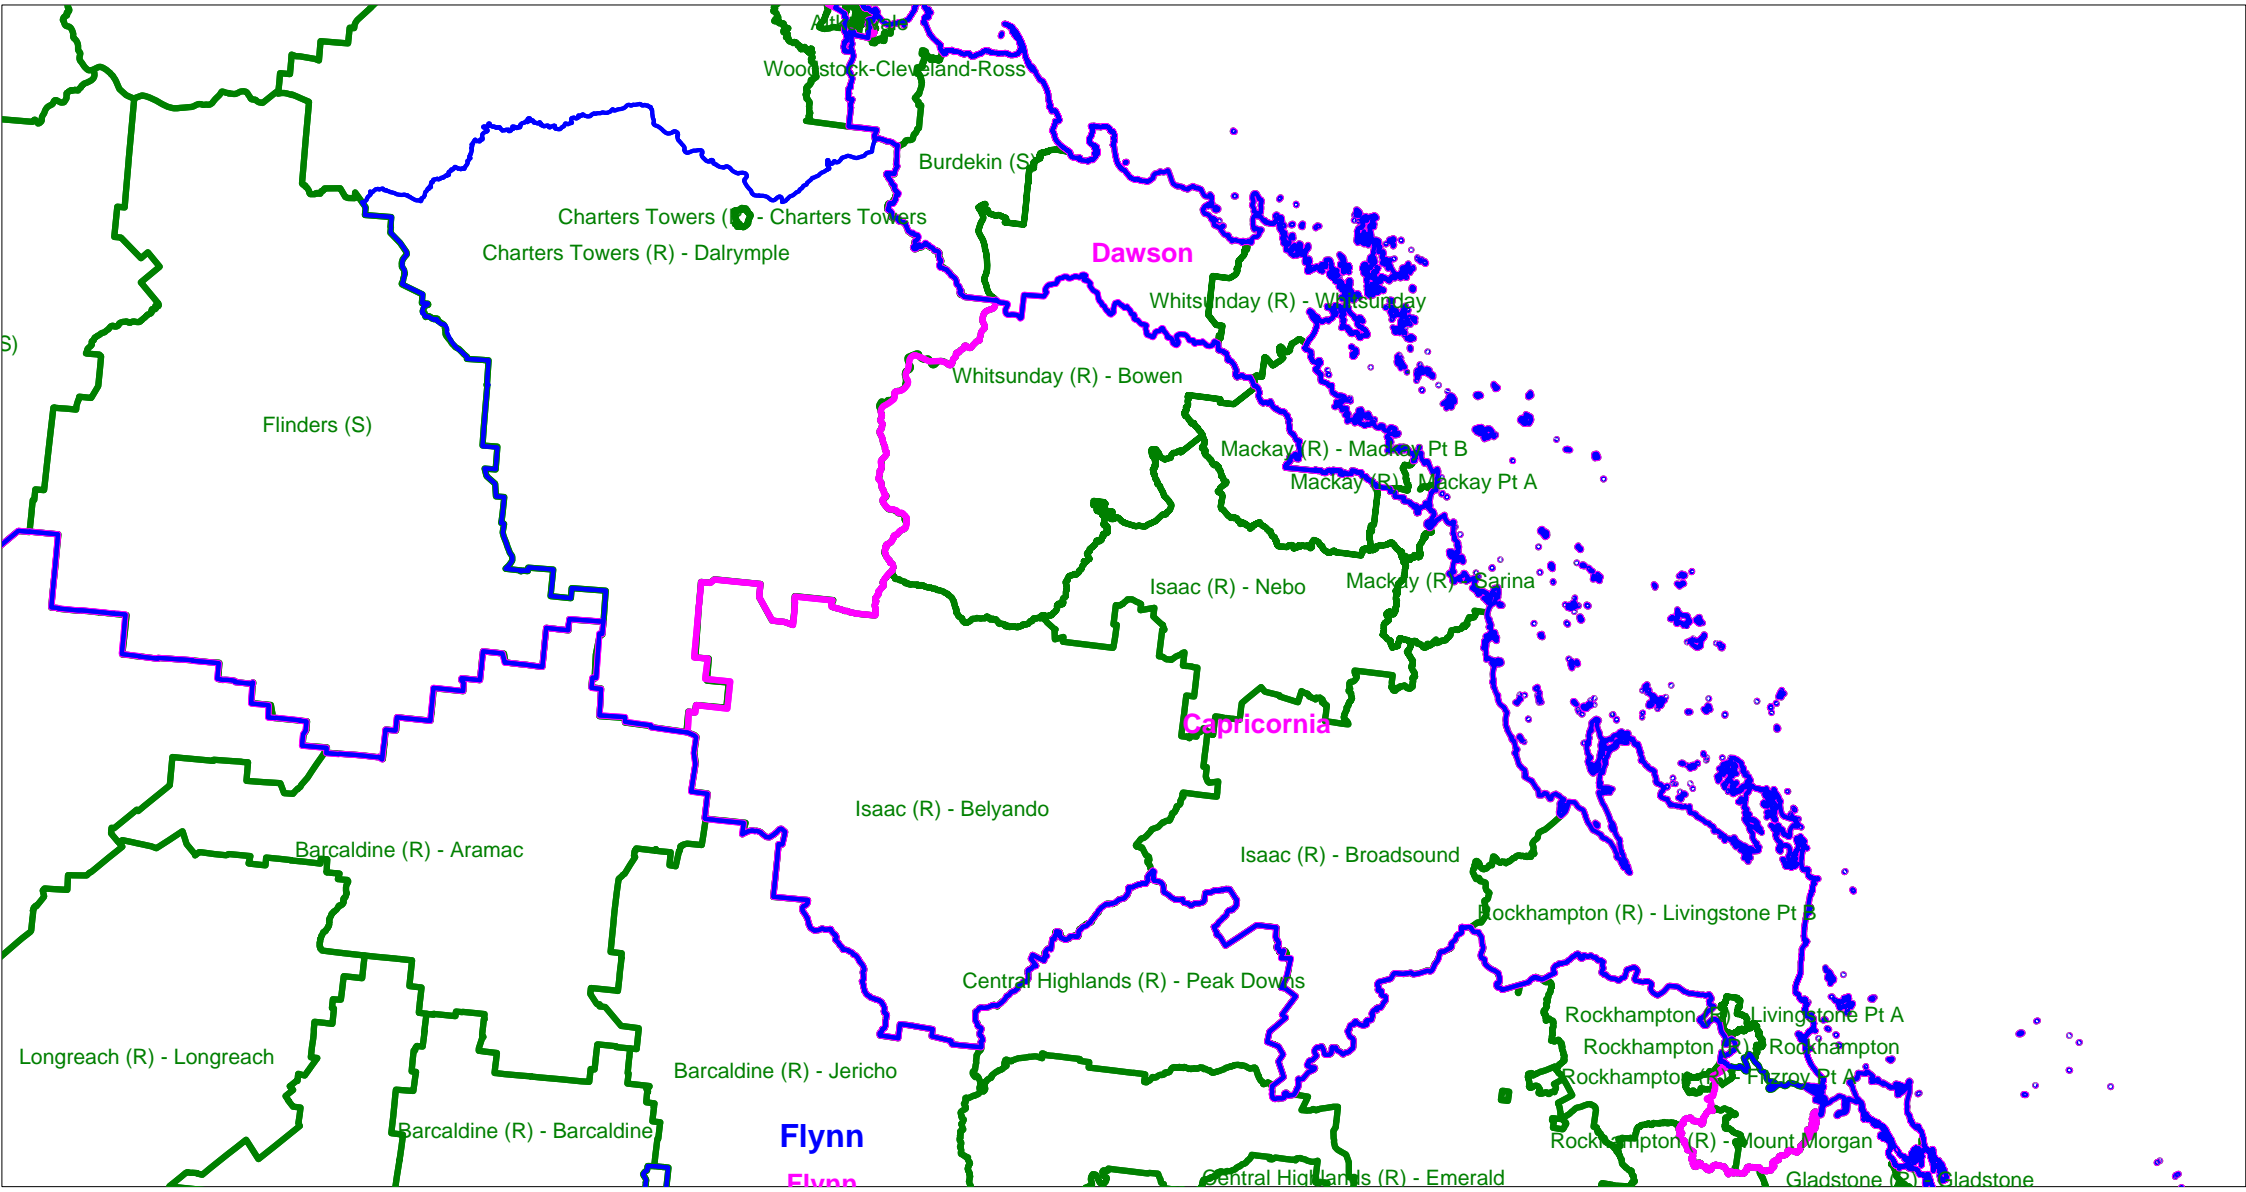 Aitkenvale
Woodstock-Cleveland-Ross
Burdekin (S)
Charters Towers ( - Charters Towers
Charters Towers (R) - Dalrymple
Dawson
Whitsunday (R) - Whitsunday
S)
Whitsunday (R) - Bowen
Flinders (S)
Mackay (R) - Mackay Pt B
Mackay (R) - Mackay Pt A
Mackay (R) - Sarina
Isaac (R) - Nebo
Capricornia
Isaac (R) - Belyando
Barcaldine (R) - Aramac
Isaac (R) - Broadsound
Rockhampton (R) - Livingstone Pt B
Central Highlands (R) - Peak Downs
Rockhampton (R) - Livingstone Pt A
Rockhampton (R) - Rockhampton
Longreach (R) - Longreach
Barcaldine (R) - Jericho
Rockhampton (R) - Fitzroy Pt A
Barcaldine (R) - Barcaldine
Flynn
Rockhampton (R) - Mount Morgan
Flynn
Central Highlands (R) - Emerald
Gladstone (R) - Gladstone